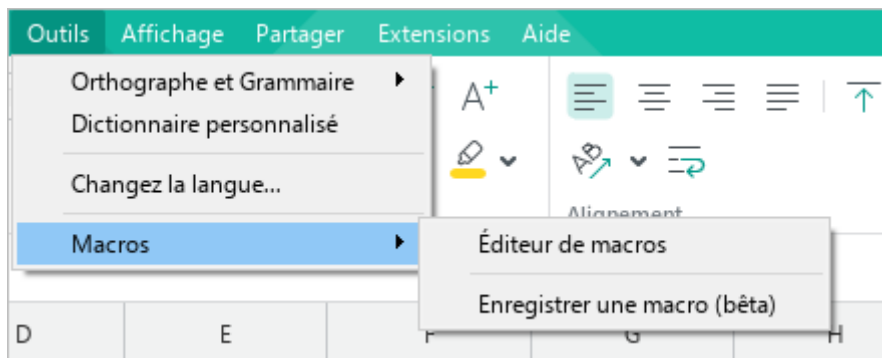 Outils Affichage Partager Extensions Aide
Orthographe et Grammaire
Dictionnaire personnalisé
Changez la langue...
Macros
A+
AB
Alignement
Éditeur de macros
Enregistrer une macro (bêta)
D E F G H